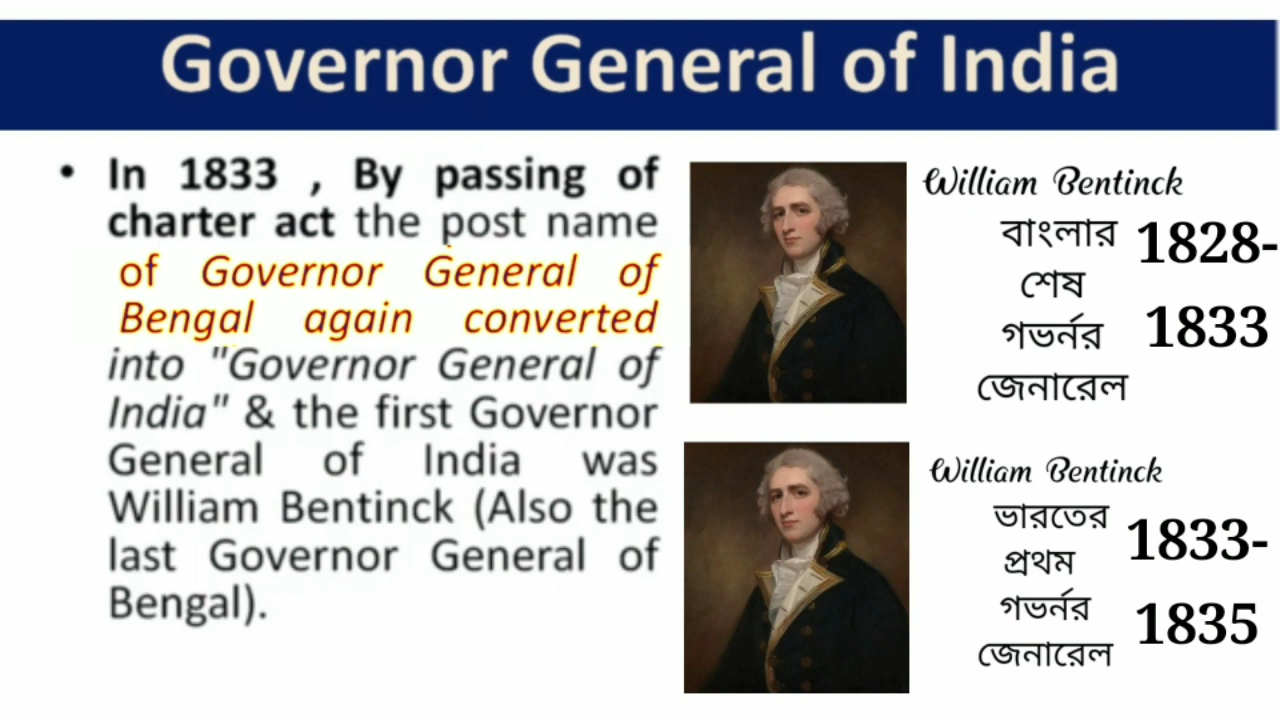 Governor General of India
• In 1833 , By passing of
charter act the post name
of Governor General of
Bengal again converted
into "Governor General of
India" & the first Governor
General of India was
William Bentinck (Also the
last Governor General of
Bengal).
William Bentinck
বাংলার
শেষ
গভর্নর
জেনারেল
1828-
1833
William Bentinck
ভারতের
প্রথম
গভর্নর
জেনারেল
1833-
1835